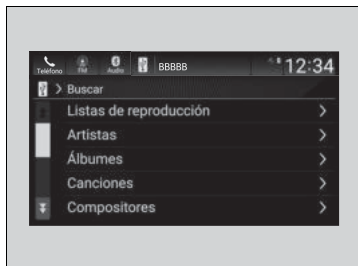 Teléfono FM Audio BBBBB 12:34
> Buscar
Listas de reproducción >
Artistas >
Álbumes >
Canciones >
Compositores >